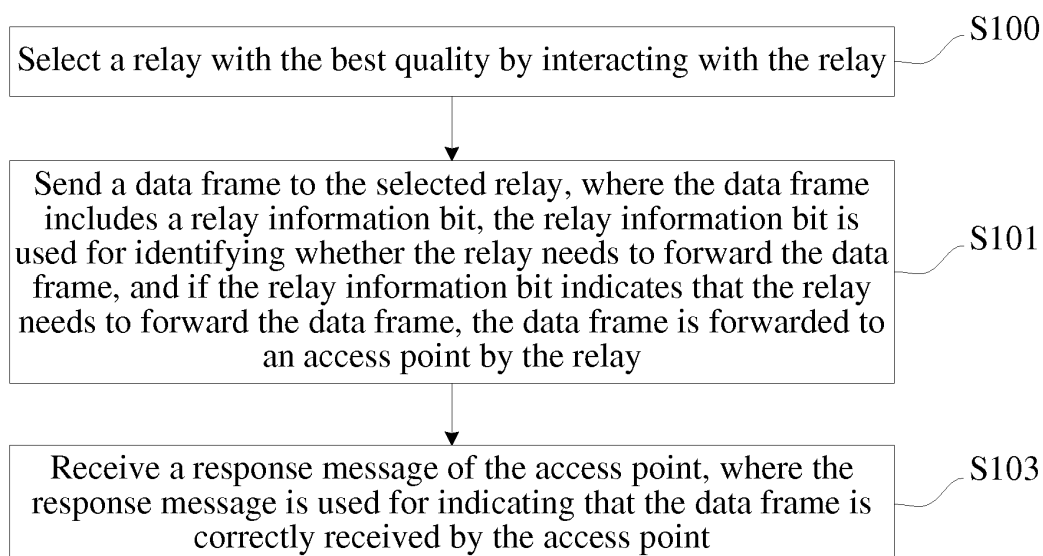 S100
Select a relay with the best quality by interacting with the relay
Send a data frame to the selected relay, where the data frame
includes a relay information bit, the relay information bit is
used for identifying whether the relay needs to forward the data
frame, and if the relay information bit indicates that the relay
needs to forward the data frame, the data frame is forwarded to
an access point by the relay
S101
Receive a response message of the access point, where the
response message is used for indicating that the data frame is
correctly received by the access point
S103